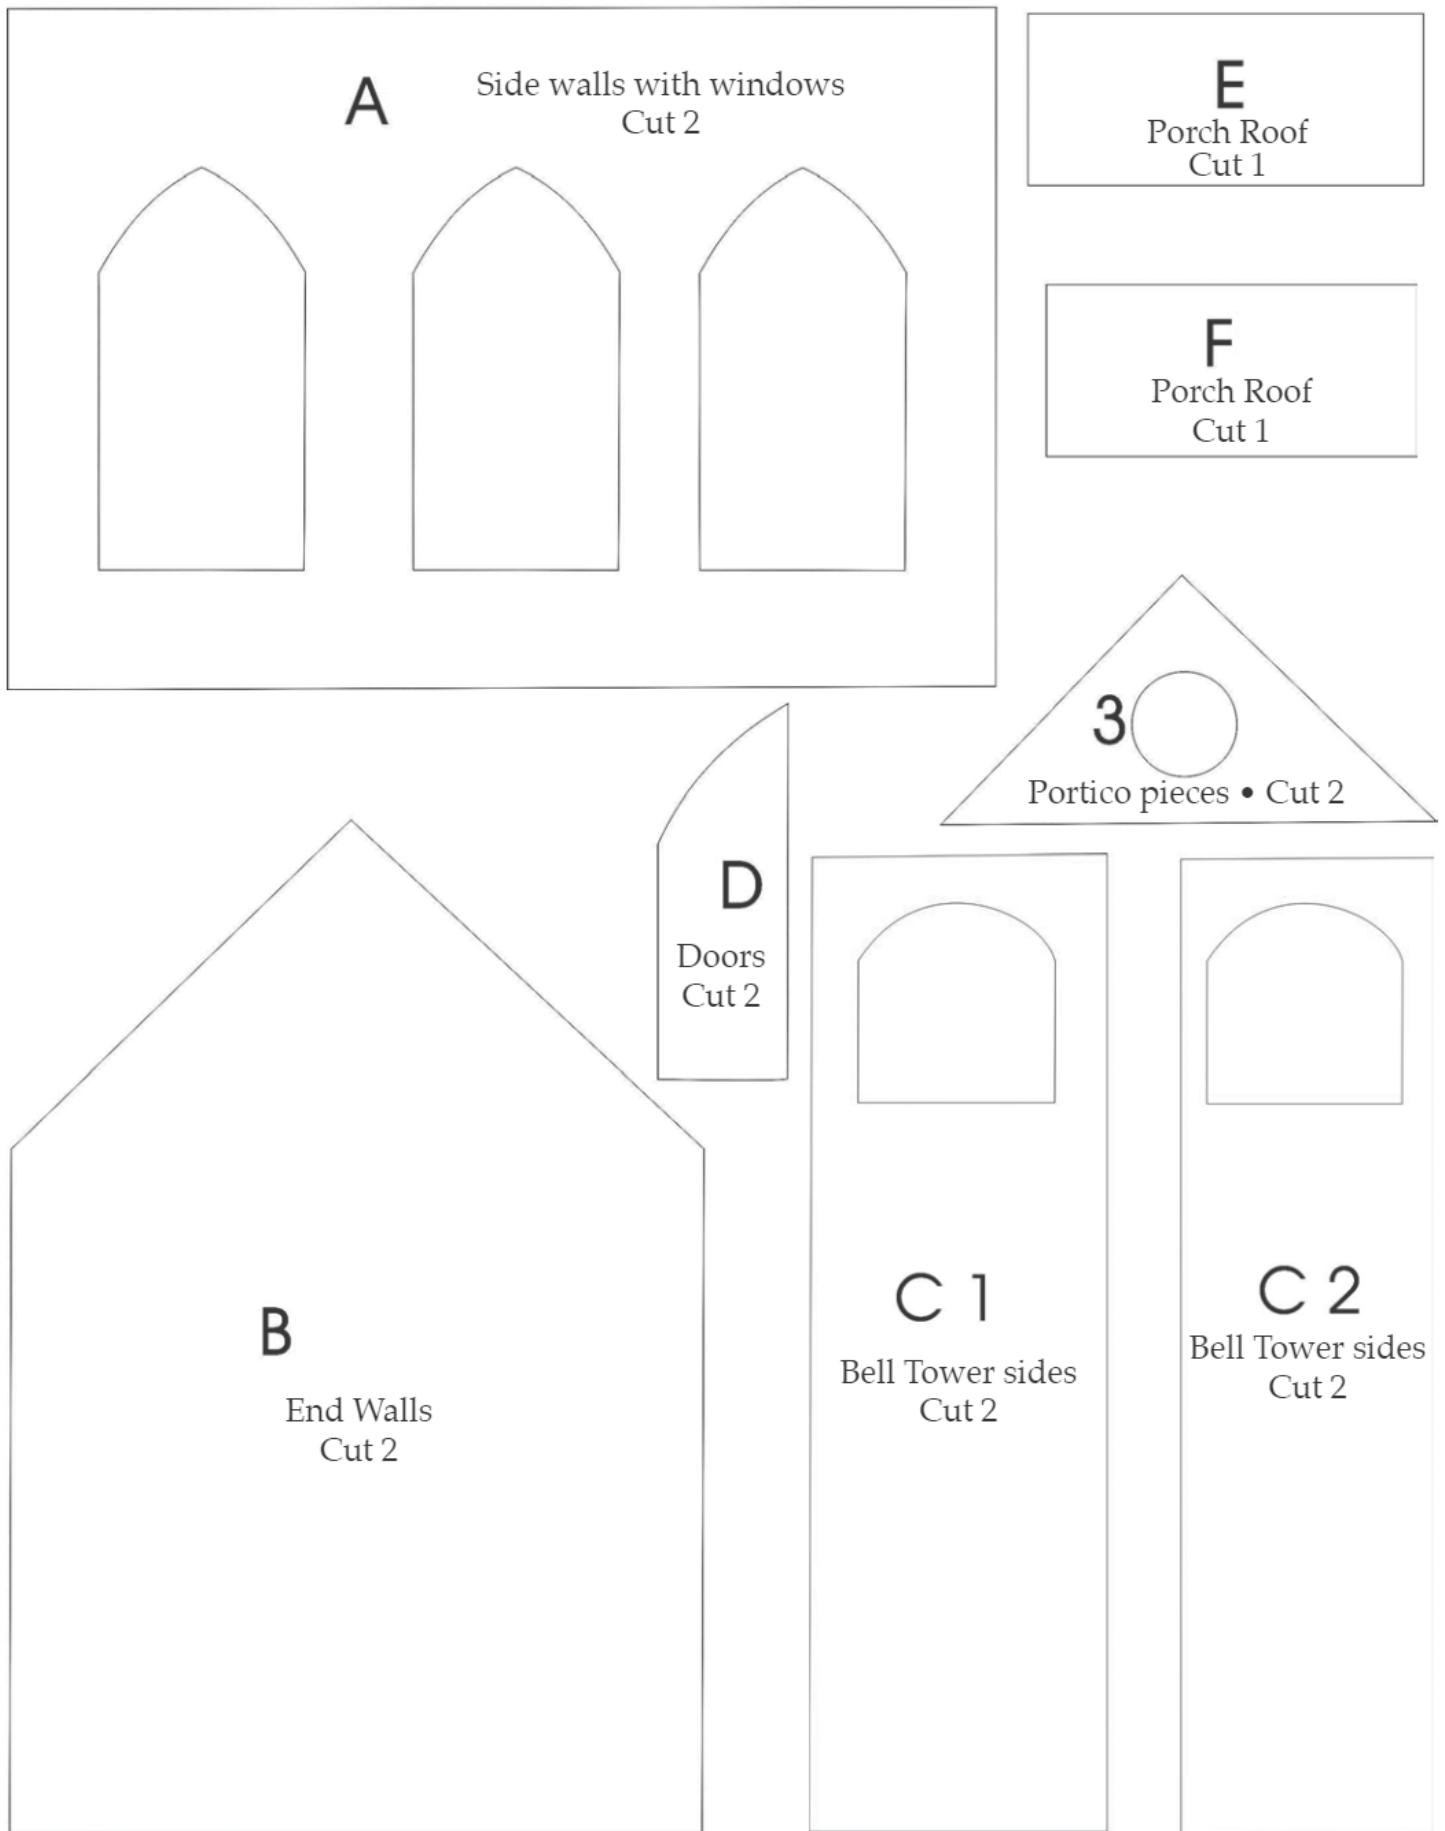 A
Side walls with windows
Cut 2
E
Porch Roof
Cut 1
F
Porch Roof
Cut 1
3
Portico pieces • Cut 2
D
Doors
Cut 2
B
End Walls
Cut 2
C 1
Bell Tower sides
Cut 2
C 2
Bell Tower sides
Cut 2